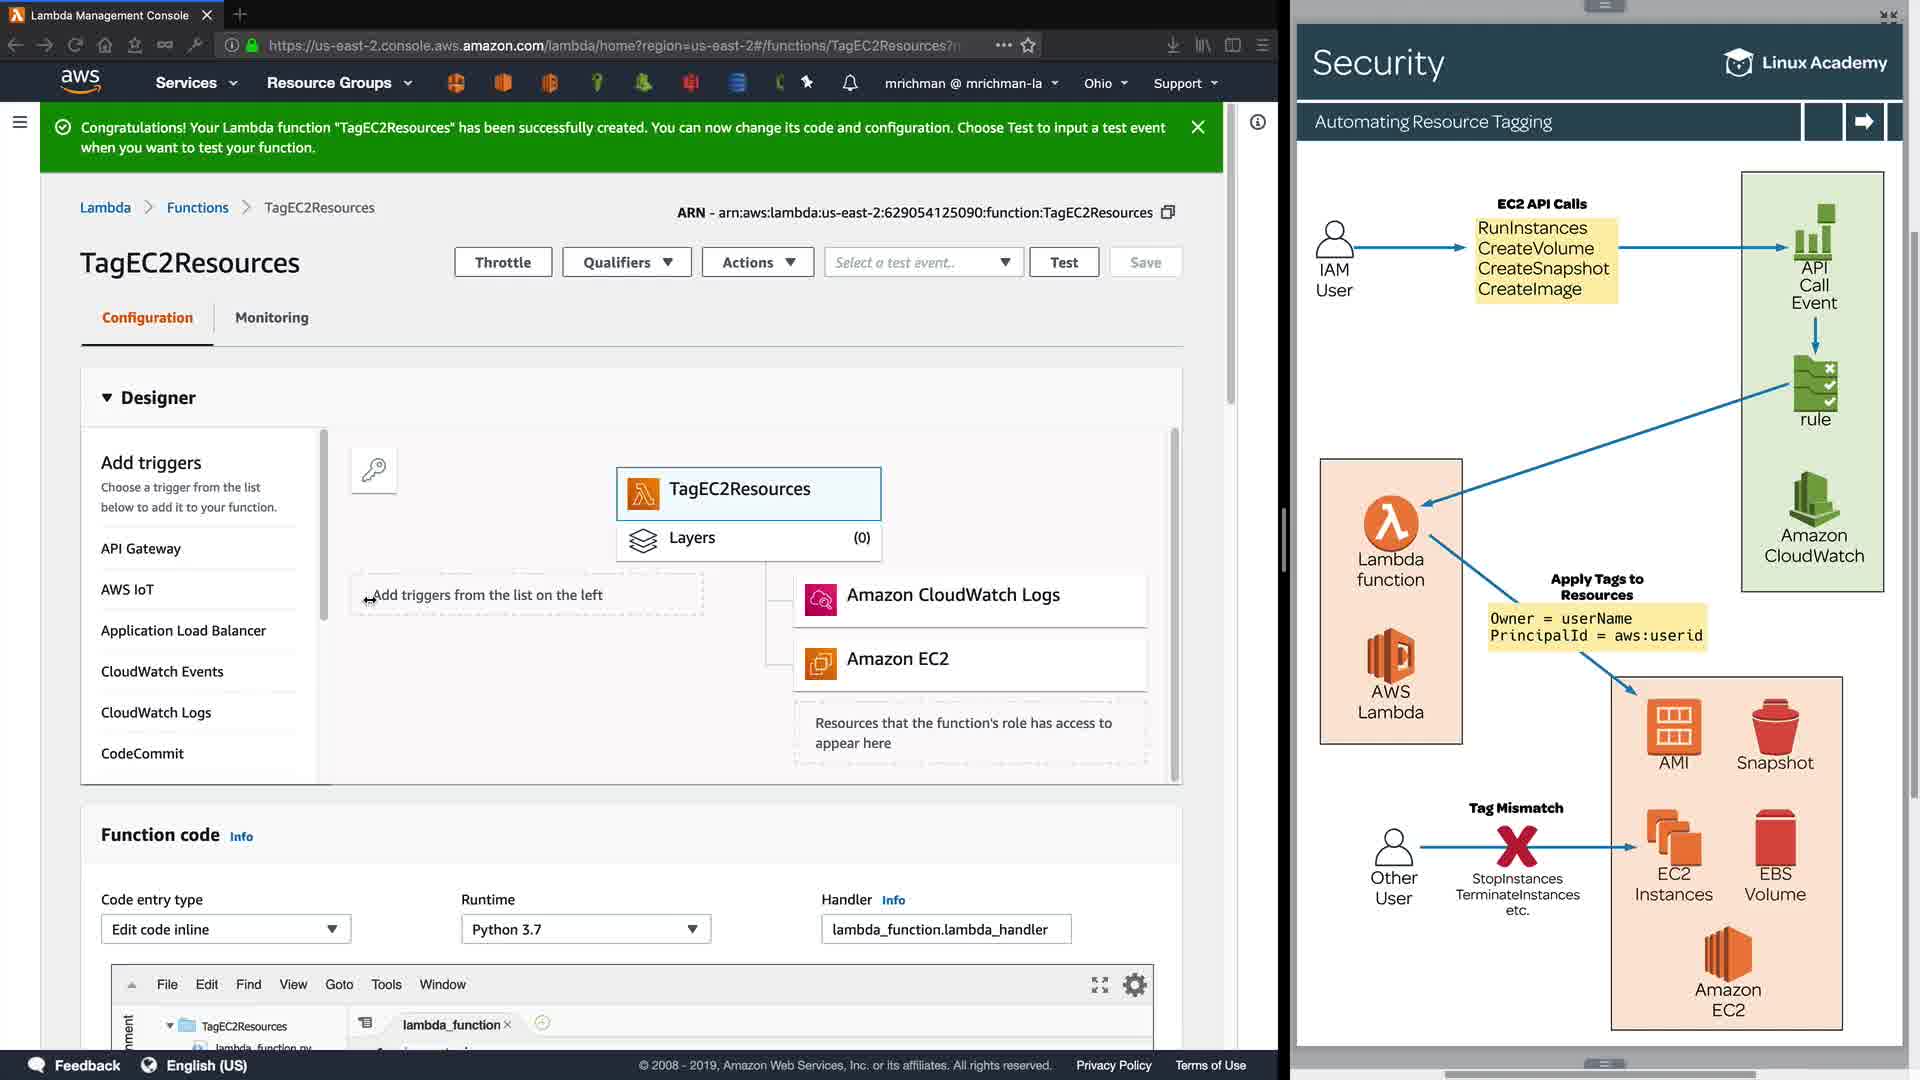 Lambda Management Console
https://us-east-2.console.aws.amazon.com/lambda/home?region=us-east-2#/functions/TagEC2Resources?
aws
Services
Resource Groups
mrichman @ mrichman-la
Ohio
Support
Congratulations! Your Lambda function "TagEC2Resources" has been successfully created. You can now change its code and configuration. Choose Test to input a test event
when you want to test your function.
Lambda
Functions
TagEC2Resources
ARN - arn:aws:lambda:us-east-2:629054125090:function:TagEC2Resources
TagEC2Resources
Throttle
Qualifiers
Actions
Select a test event..
Test
Save
Configuration
Monitoring
Designer
Add triggers
Choose a trigger from the list
below to add it to your function.
API Gateway
AWS IoT
Application Load Balancer
CloudWatch Events
CloudWatch Logs
CodeCommit
TagEC2Resources
Layers
(0)
Add triggers from the list on the left
Amazon CloudWatch Logs
Amazon EC2
Resources that the function's role has access to
appear here
Function code
Info
Code entry type
Edit code inline
Runtime
Python 3.7
Handler
Info
lambda_function.lambda_handler
File
Edit
Find
View
Goto
Tools
Window
TagEC2Resources
lambda_function.py
lambda_function
Feedback
English (US)
© 2008 - 2019, Amazon Web Services, Inc. or its affiliates. All rights reserved.
Privacy Policy
Terms of Use
Security
Linux Academy
Automating Resource Tagging
IAM
User
EC2 API Calls
RunInstances
CreateVolume
CreateSnapshot
CreateImage
API
Call
Event
rule
Amazon
CloudWatch
Lambda
function
AWS
Lambda
Apply Tags to
Resources
Owner = userName
PrincipalId = aws:userid
AMI
Snapshot
Tag Mismatch
Other
User
StopInstances
TerminateInstances
etc.
EC2
Instances
EBS
Volume
Amazon
EC2